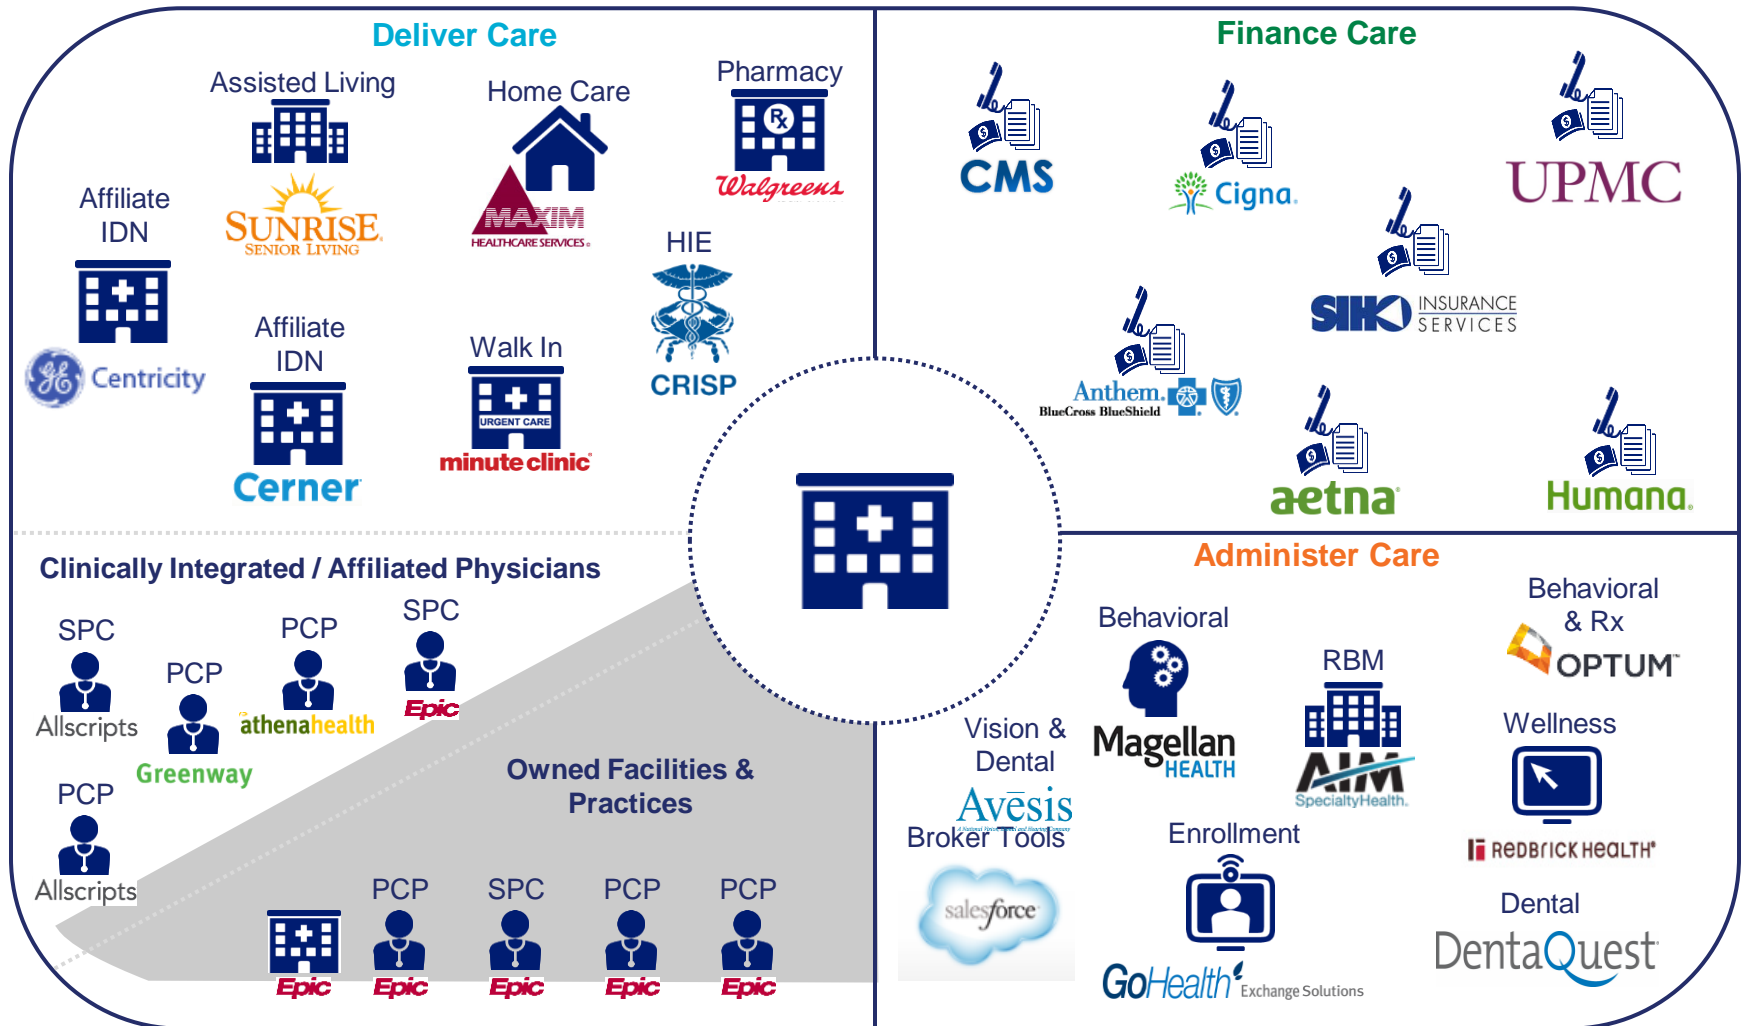 Deliver Care
Assisted Living
SUNRISE
SENIOR LIVING
Home Care
MAXIM
HEALTHCARE SERVICES
Pharmacy
Rx
Walgreens
Affiliate
IDN
GE Centricity
Affiliate
IDN
Cerner
Walk In
URGENT CARE
minute clinic
HIE
CRISP
Finance Care
$
CMS
$
Cigna.
$
UPMC
$
SIHO INSURANCE
SERVICES
$
Anthem.
BlueCross BlueShield
$
aetna
$
Humana.
Clinically Integrated / Affiliated Physicians
SPC
Allscripts
PCP
Greenway
PCP
athenahealth
SPC
Epic
PCP
Allscripts
Owned Facilities &
Practices
Epic
PCP
Epic
SPC
Epic
PCP
Epic
PCP
Epic
Administer Care
Behavioral
Magellan
HEALTH
RBM
AIM
SpecialtyHealth.
Behavioral
& Rx
OPTUM™
Vision &
Dental
Avēsis
Broker Tools
salesforce
Enrollment
GoHealth Exchange Solutions
Wellness
REDBRICK HEALTH®
Dental
DentaQuest